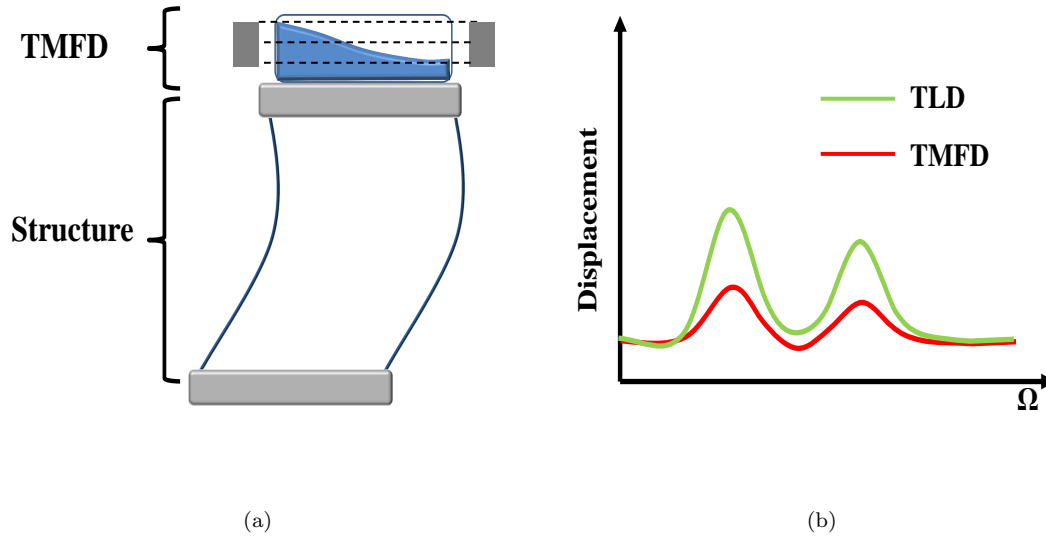 TMFD
Structure
(a)
Displacement
TLD
TMFD
Ω
(b)